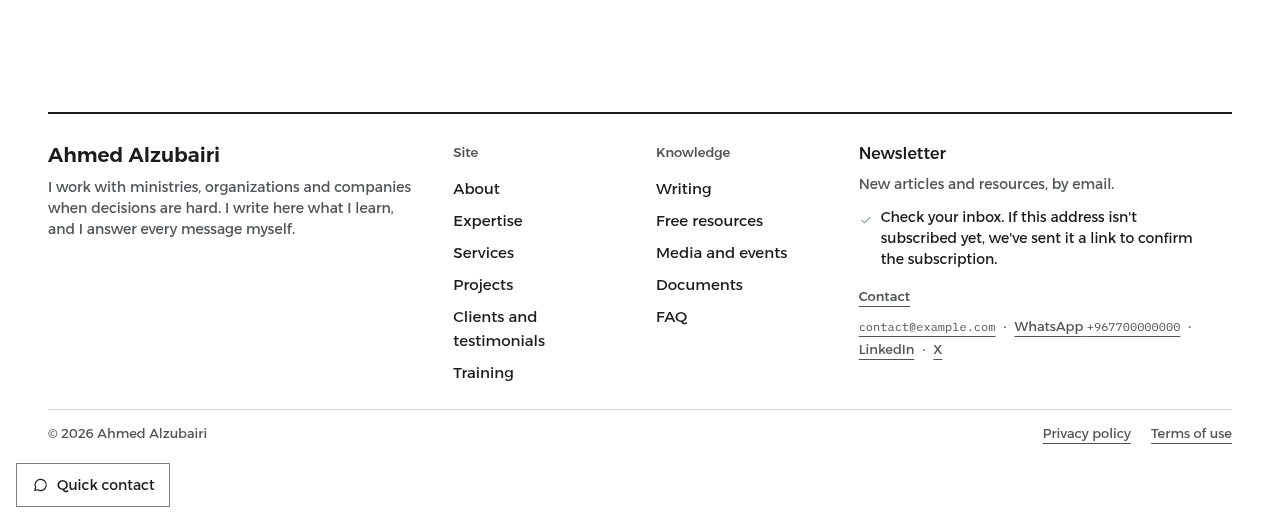 Ahmed Alzubairi
I work with ministries, organizations and companies
when decisions are hard. I write here what I learn,
and I answer every message myself.
Site
About
Expertise
Services
Projects
Clients and
testimonials
Training
Knowledge
Writing
Free resources
Media and events
Documents
FAQ
Newsletter
New articles and resources, by email.
Check your inbox. If this address isn't
subscribed yet, we've sent it a link to confirm
the subscription.
Contact
contact@example.com · WhatsApp +967700000000 ·
LinkedIn · X
© 2026 Ahmed Alzubairi
Privacy policy Terms of use
Quick contact